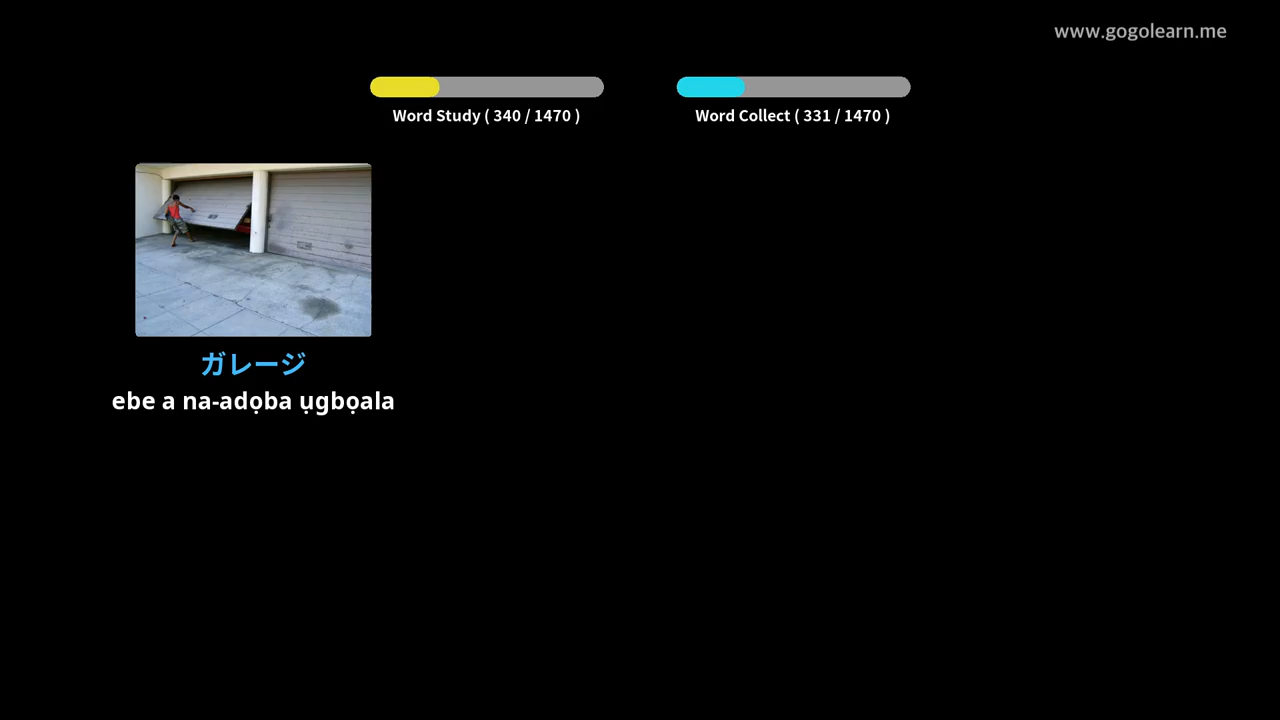 www.gogolearn.me
Word Study ( 340 / 1470 )
Word Collect ( 331 / 1470 )
ガレージ
ebe a na-adọba ụgbọala